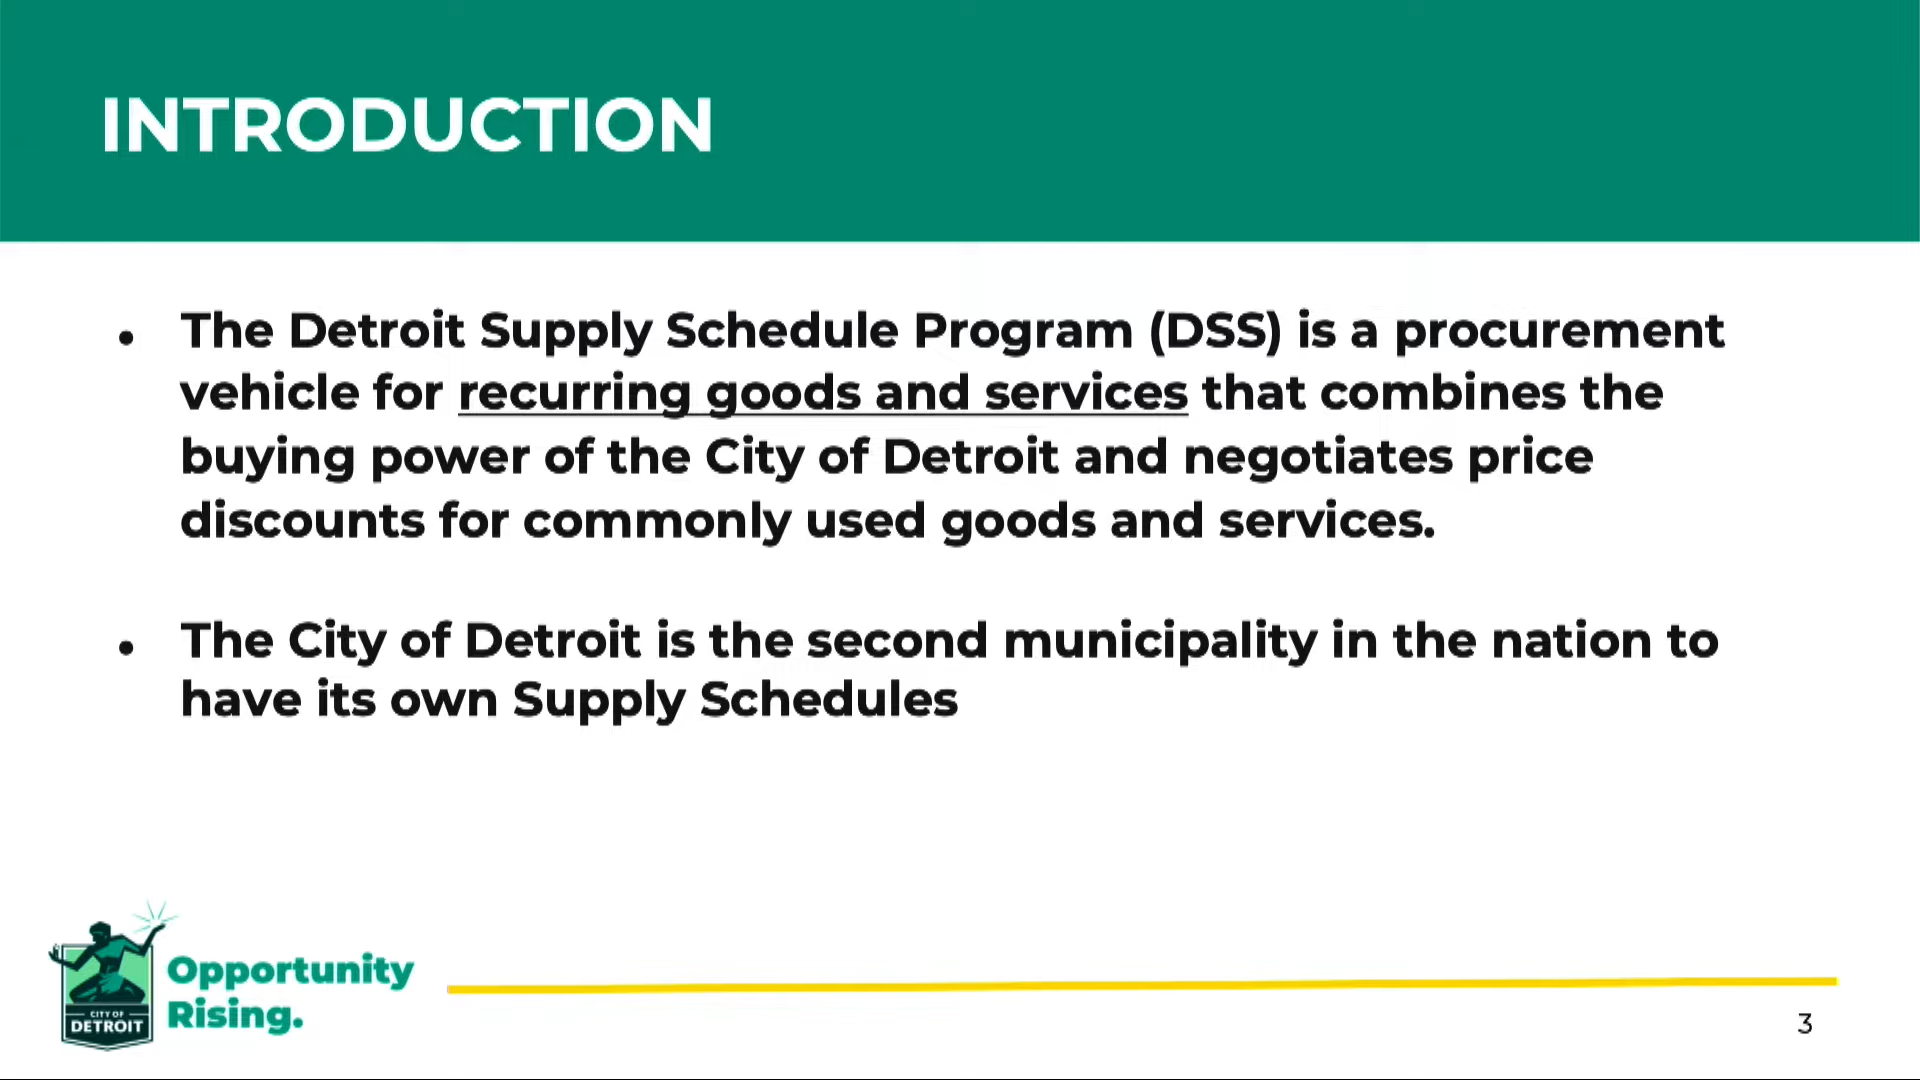 INTRODUCTION
• The Detroit Supply Schedule Program (DSS) is a procurement
vehicle for recurring goods and services that combines the
buying power of the City of Detroit and negotiates price
discounts for commonly used goods and services.
• The City of Detroit is the second municipality in the nation to
have its own Supply Schedules
Opportunity
Rising.
CITY OF
DETROIT
3